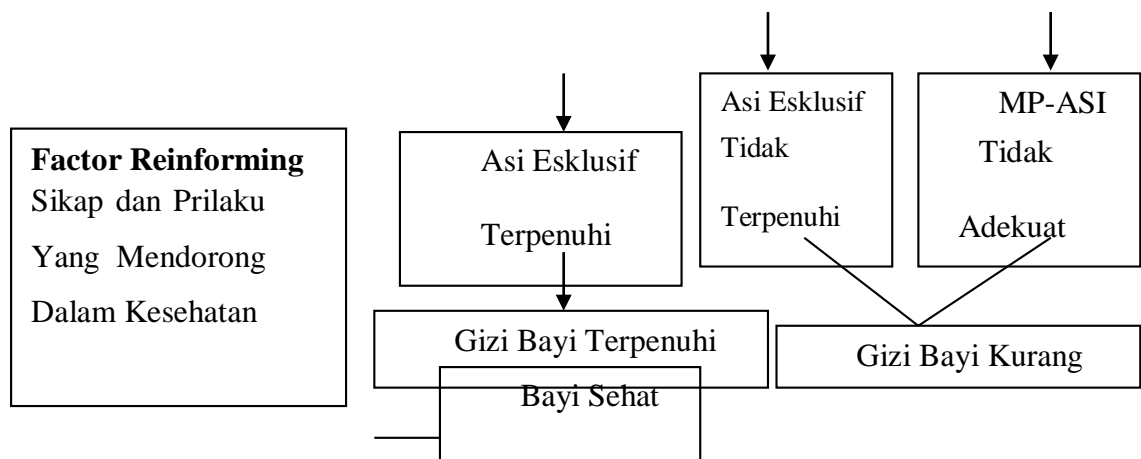 Factor Reinforming
Sikap dan Prilaku
Yang Mendorong
Dalam Kesehatan
Asi Esklusif
Terpenuhi
Asi Esklusif
Tidak
Terpenuhi
MP-ASI
Tidak
Adekuat
Gizi Bayi Terpenuhi
Gizi Bayi Kurang
Bayi Sehat